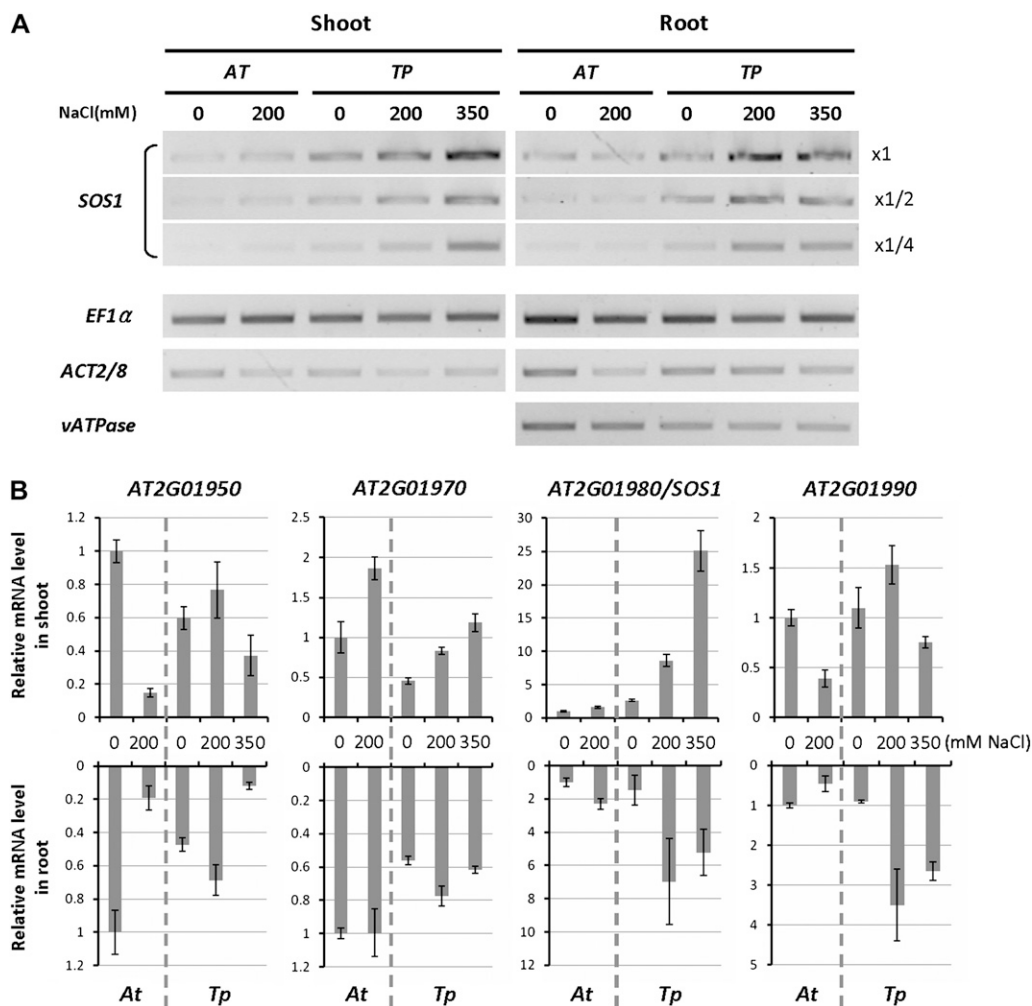 A
Shoot Root
AT TP AT TP
NaCl(mM) 0 200 0 200 350 0 200 0 200 350
SOS1
x1
x1/2
x1/4
EF1α
ACT2/8
vATPase
B
AT2G01950 AT2G01970 AT2G01980/SOS1 AT2G01990
Relative mRNA level
in shoot
1.2
1
0.8
0.6
0.4
0.2
0
2.5
2
1.5
1
0.5
0
30
25
20
15
10
5
0
2
1.5
1
0.5
0
0 200 0 200 350 0 200 0 200 350 0 200 0 200 350 0 200 0 200 350 (mM NaCl)
Relative mRNA level
in root
0
0.2
0.4
0.6
0.8
1
1.2
0
0.2
0.4
0.6
0.8
1
1.2
0
2
4
6
8
10
12
0
1
2
3
4
5
At Tp At Tp At Tp At Tp